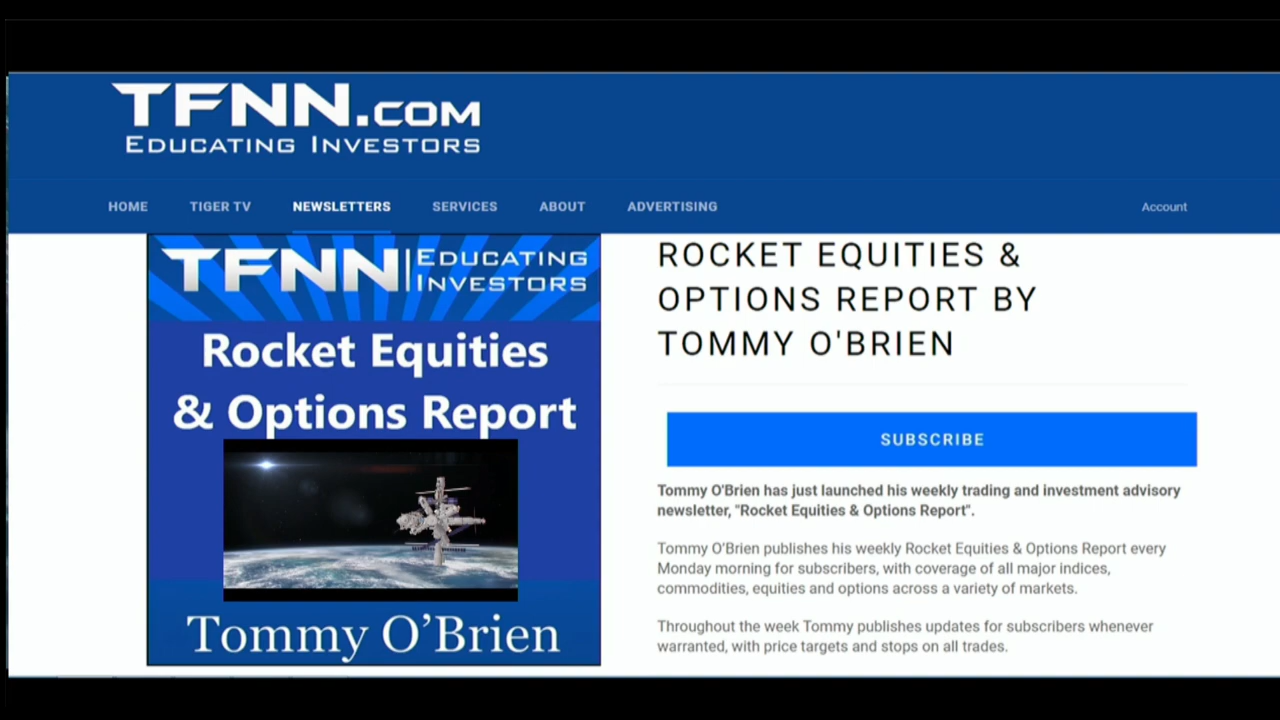 TFNN.COM
EDUCATING INVESTORS
HOME TIGER TV NEWSLETTERS SERVICES ABOUT ADVERTISING Account
TFNN EDUCATING INVESTORS
Rocket Equities
& Options Report
Tommy O’Brien
ROCKET EQUITIES &
OPTIONS REPORT BY
TOMMY O'BRIEN
SUBSCRIBE
Tommy O'Brien has just launched his weekly trading and investment advisory
newsletter, "Rocket Equities & Options Report".
Tommy O’Brien publishes his weekly Rocket Equities & Options Report every
Monday morning for subscribers, with coverage of all major indices,
commodities, equities and options across a variety of markets.
Throughout the week Tommy publishes updates for subscribers whenever
warranted, with price targets and stops on all trades.